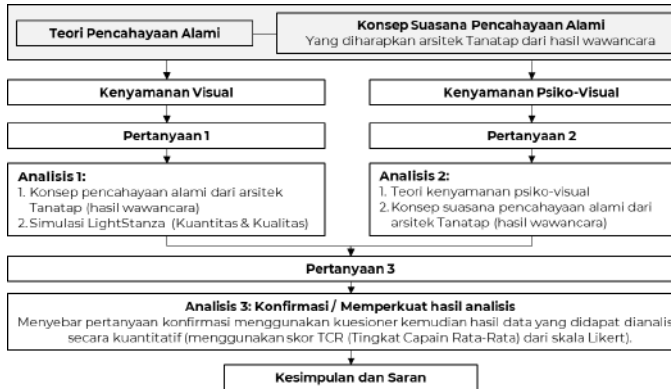 Teori Pencahayaan Alami
Konsep Suasana Pencahayaan Alami
Yang diharapkan arsitek Tanatap dari hasil wawancara
Kenyamanan Visual
Kenyamanan Psiko-Visual
Pertanyaan 1
Pertanyaan 2
Analisis 1:
1. Konsep pencahayaan alami dari arsitek
Tanatap (hasil wawancara)
2. Simulasi LightStanza (Kuantitas & Kualitas)
Analisis 2:
1. Teori kenyamanan psiko-visual
2. Konsep suasana pencahayaan alami dari
arsitek Tanatap (hasil wawancara)
Pertanyaan 3
Analisis 3: Konfirmasi / Memperkuat hasil analisis
Menyebar pertanyaan konfirmasi menggunakan kuesioner kemudian hasil data yang didapat dianalis
secara kuantitatif (menggunakan skor TCR (Tingkat Capain Rata-Rata) dari skala Likert).
Kesimpulan dan Saran